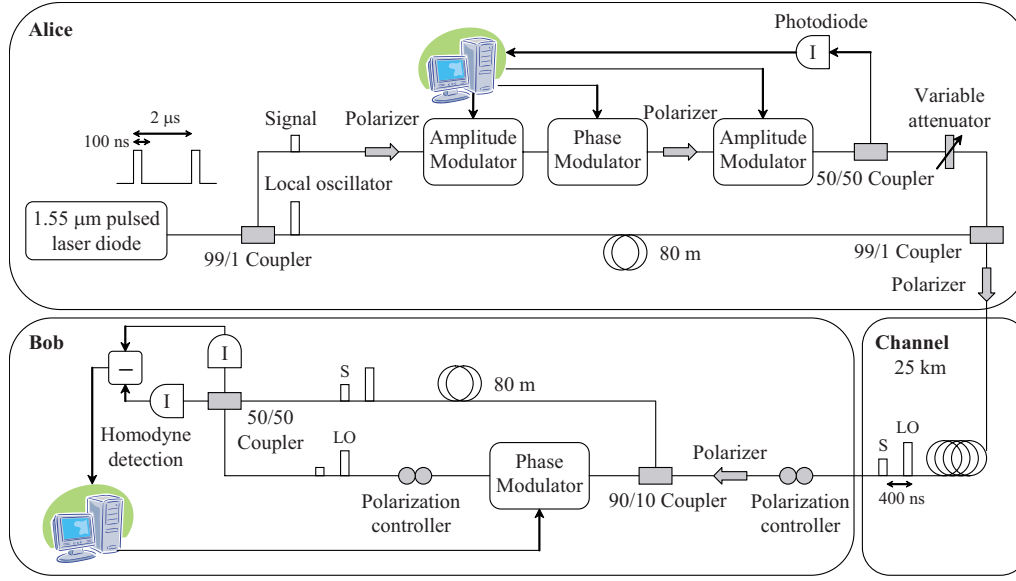 Alice
Photodiode
I
2 µs
100 ns
Signal
Polarizer
Amplitude
Modulator
Phase
Modulator
Polarizer
Amplitude
Modulator
Variable
attenuator
50/50 Coupler
Local oscillator
1.55 µm pulsed
laser diode
99/1 Coupler
80 m
99/1 Coupler
Polarizer
Bob
I
−
I
Homodyne
detection
50/50
Coupler
S
80 m
LO
Polarization
controller
Phase
Modulator
90/10 Coupler
Polarizer
Polarization
controller
Channel
25 km
S
LO
400 ns